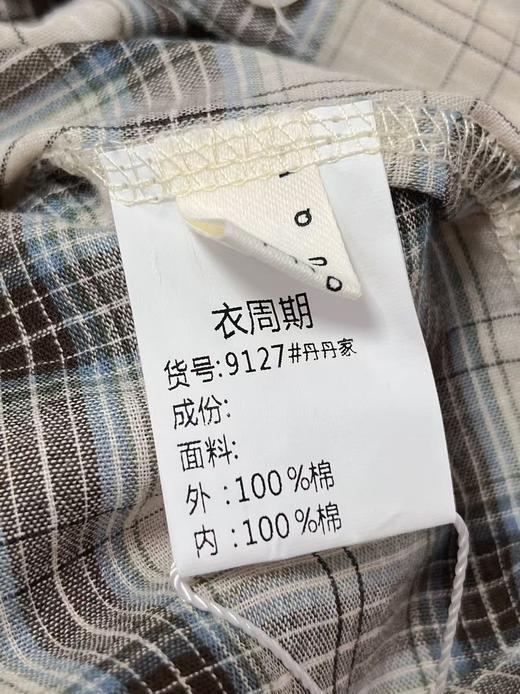 衣周期
货号:9127#丹丹家
成份:
面料:
外 :100%棉
内 :100%棉